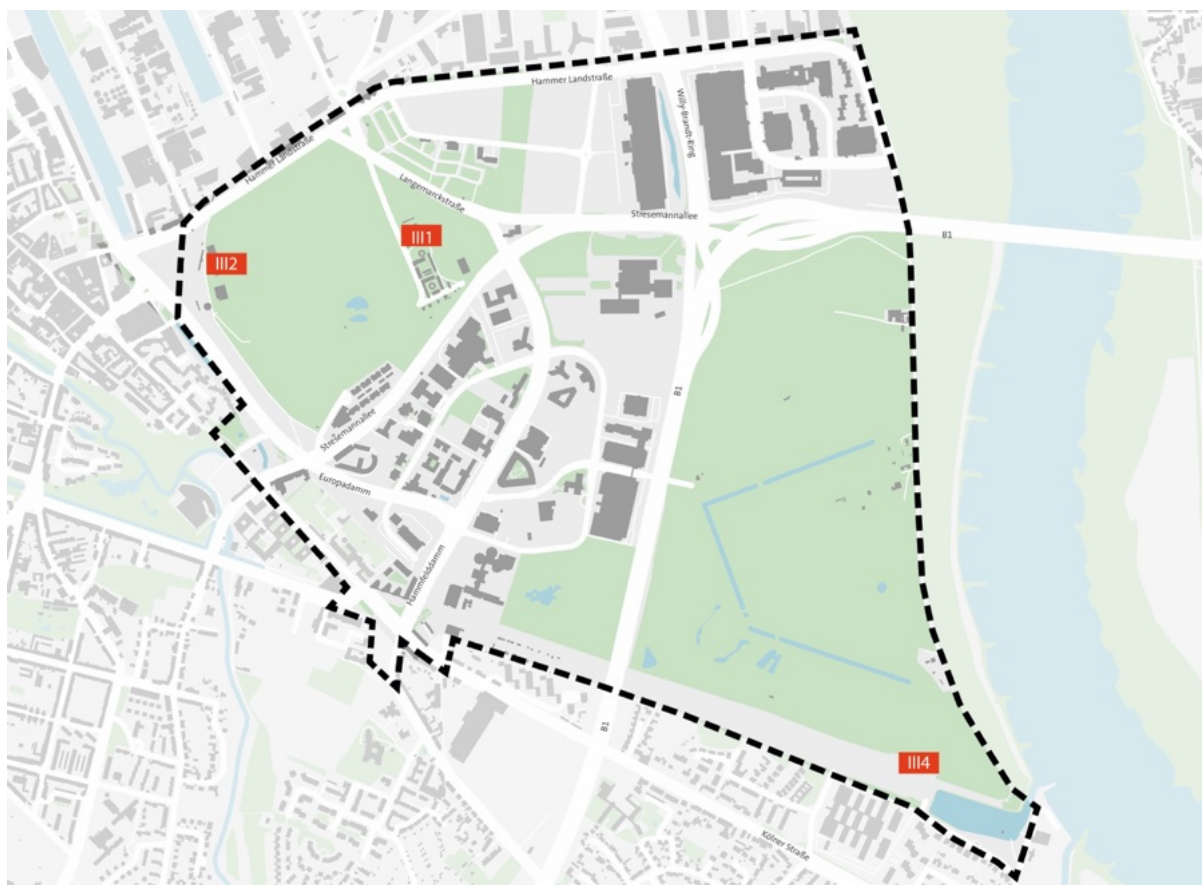 Hammer Landstraße
Willy-Brandt-Ring
Hammer Landstraße
Langemarckstraße
Stresemannallee
III1
B1
III2
B1
Stresemannallee
Europadamm
Hammfelddamm
B1
III4
Kölner Straße